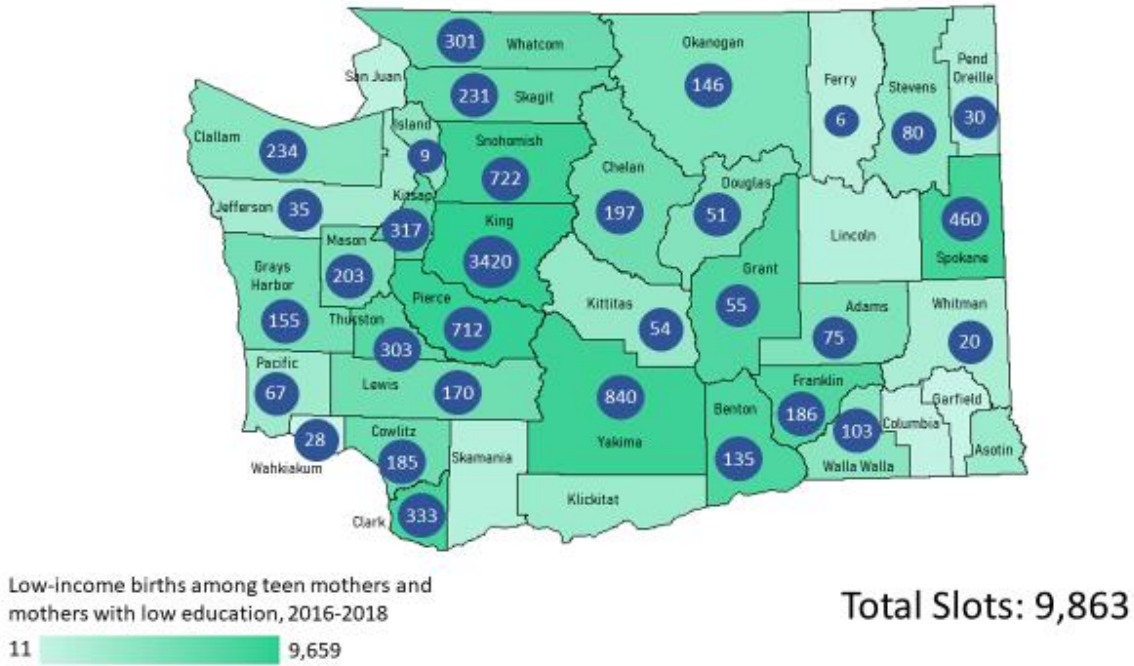 301
Whatcom
Okanogan
146
San Juan
231
Skagit
Ferry
6
Stevens
80
Pend
Oreille
30
Clallam
234
Island
9
Snohomish
722
Chelan
197
Douglas
51
Jefferson
35
Kitsap
317
King
3420
Lincoln
460
Spokane
Mason
203
Grays
Harbor
155
Grant
55
Pierce
712
Kittitas
54
Adams
75
Whitman
20
Thurston
303
Pacific
67
Lewis
170
840
Yakima
Benton
135
Franklin
186
103
Walla Walla
Columbia
Garfield
Asotin
28
Wahkiakum
Cowlitz
185
Skamania
Klickitat
Clark
333
Low-income births among teen mothers and
mothers with low education, 2016-2018
11 9,659
Total Slots: 9,863